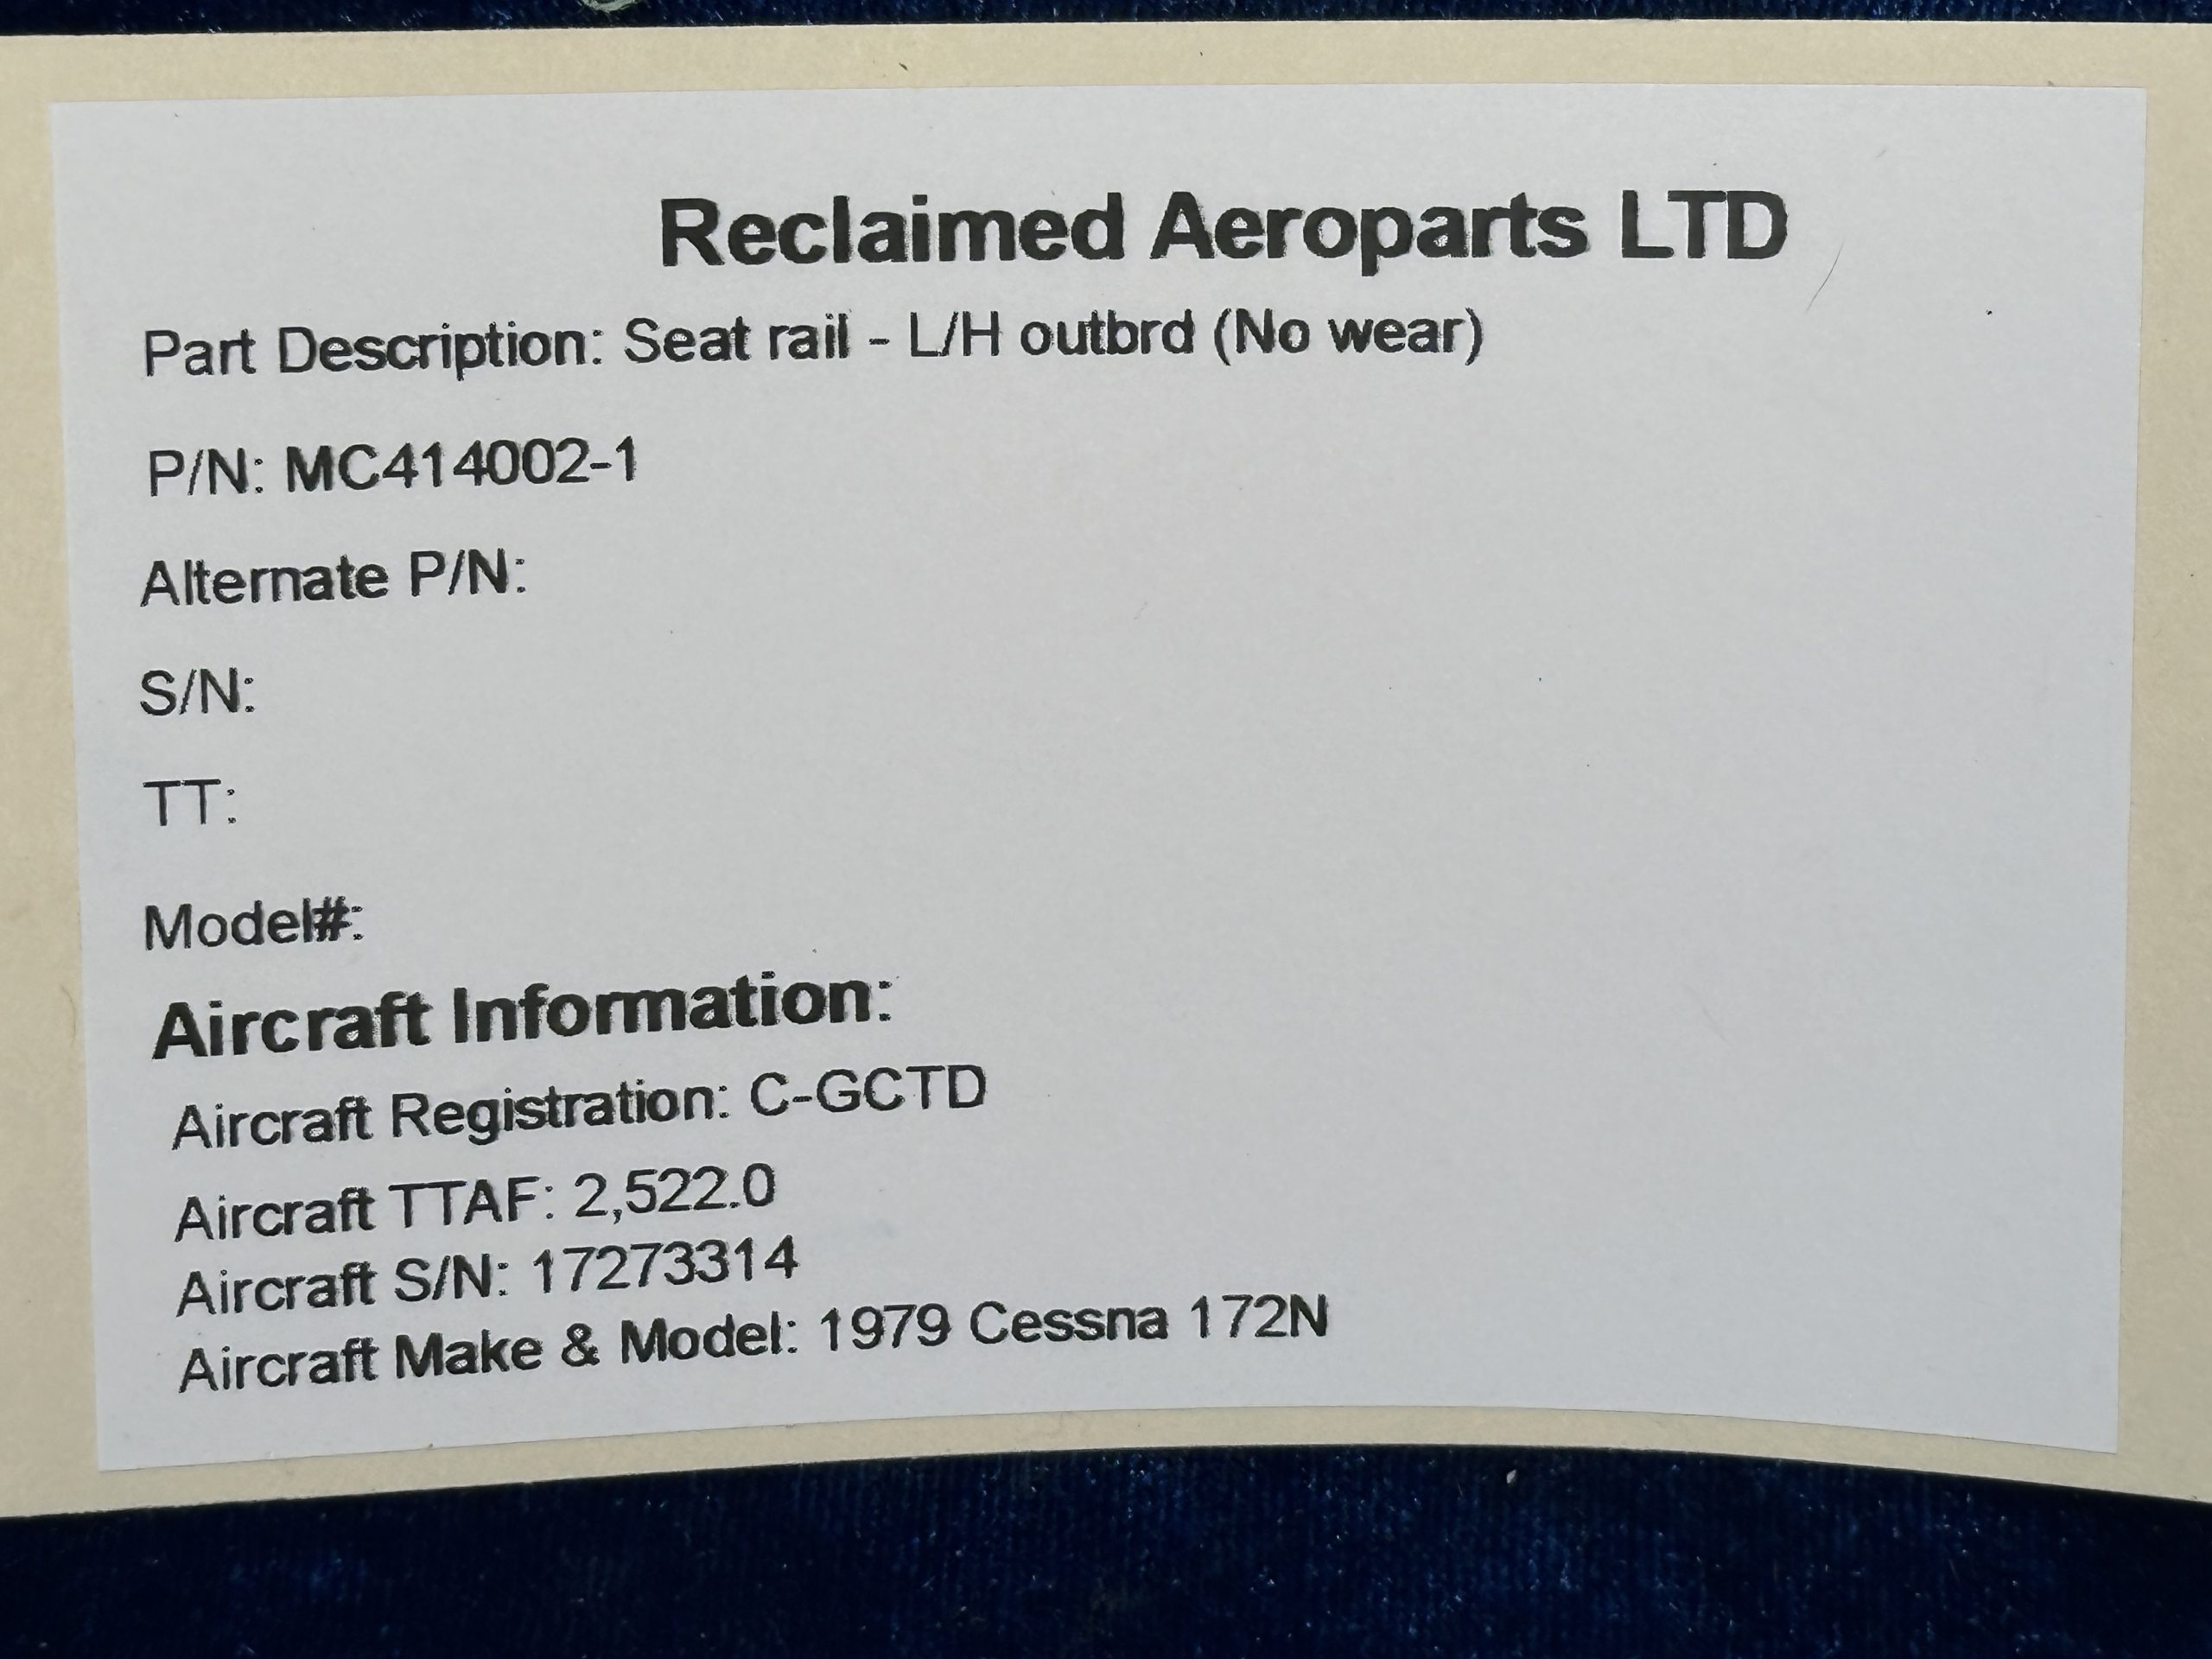 Reclaimed Aeroparts LTD
Part Description: Seat rail - L/H outbrd (No wear)
P/N: MC414002-1
Alternate P/N:
S/N:
TT:
Model#:
Aircraft Information:
Aircraft Registration: C-GCTD
Aircraft TTAF: 2,522.0
Aircraft S/N: 17273314
Aircraft Make & Model: 1979 Cessna 172N